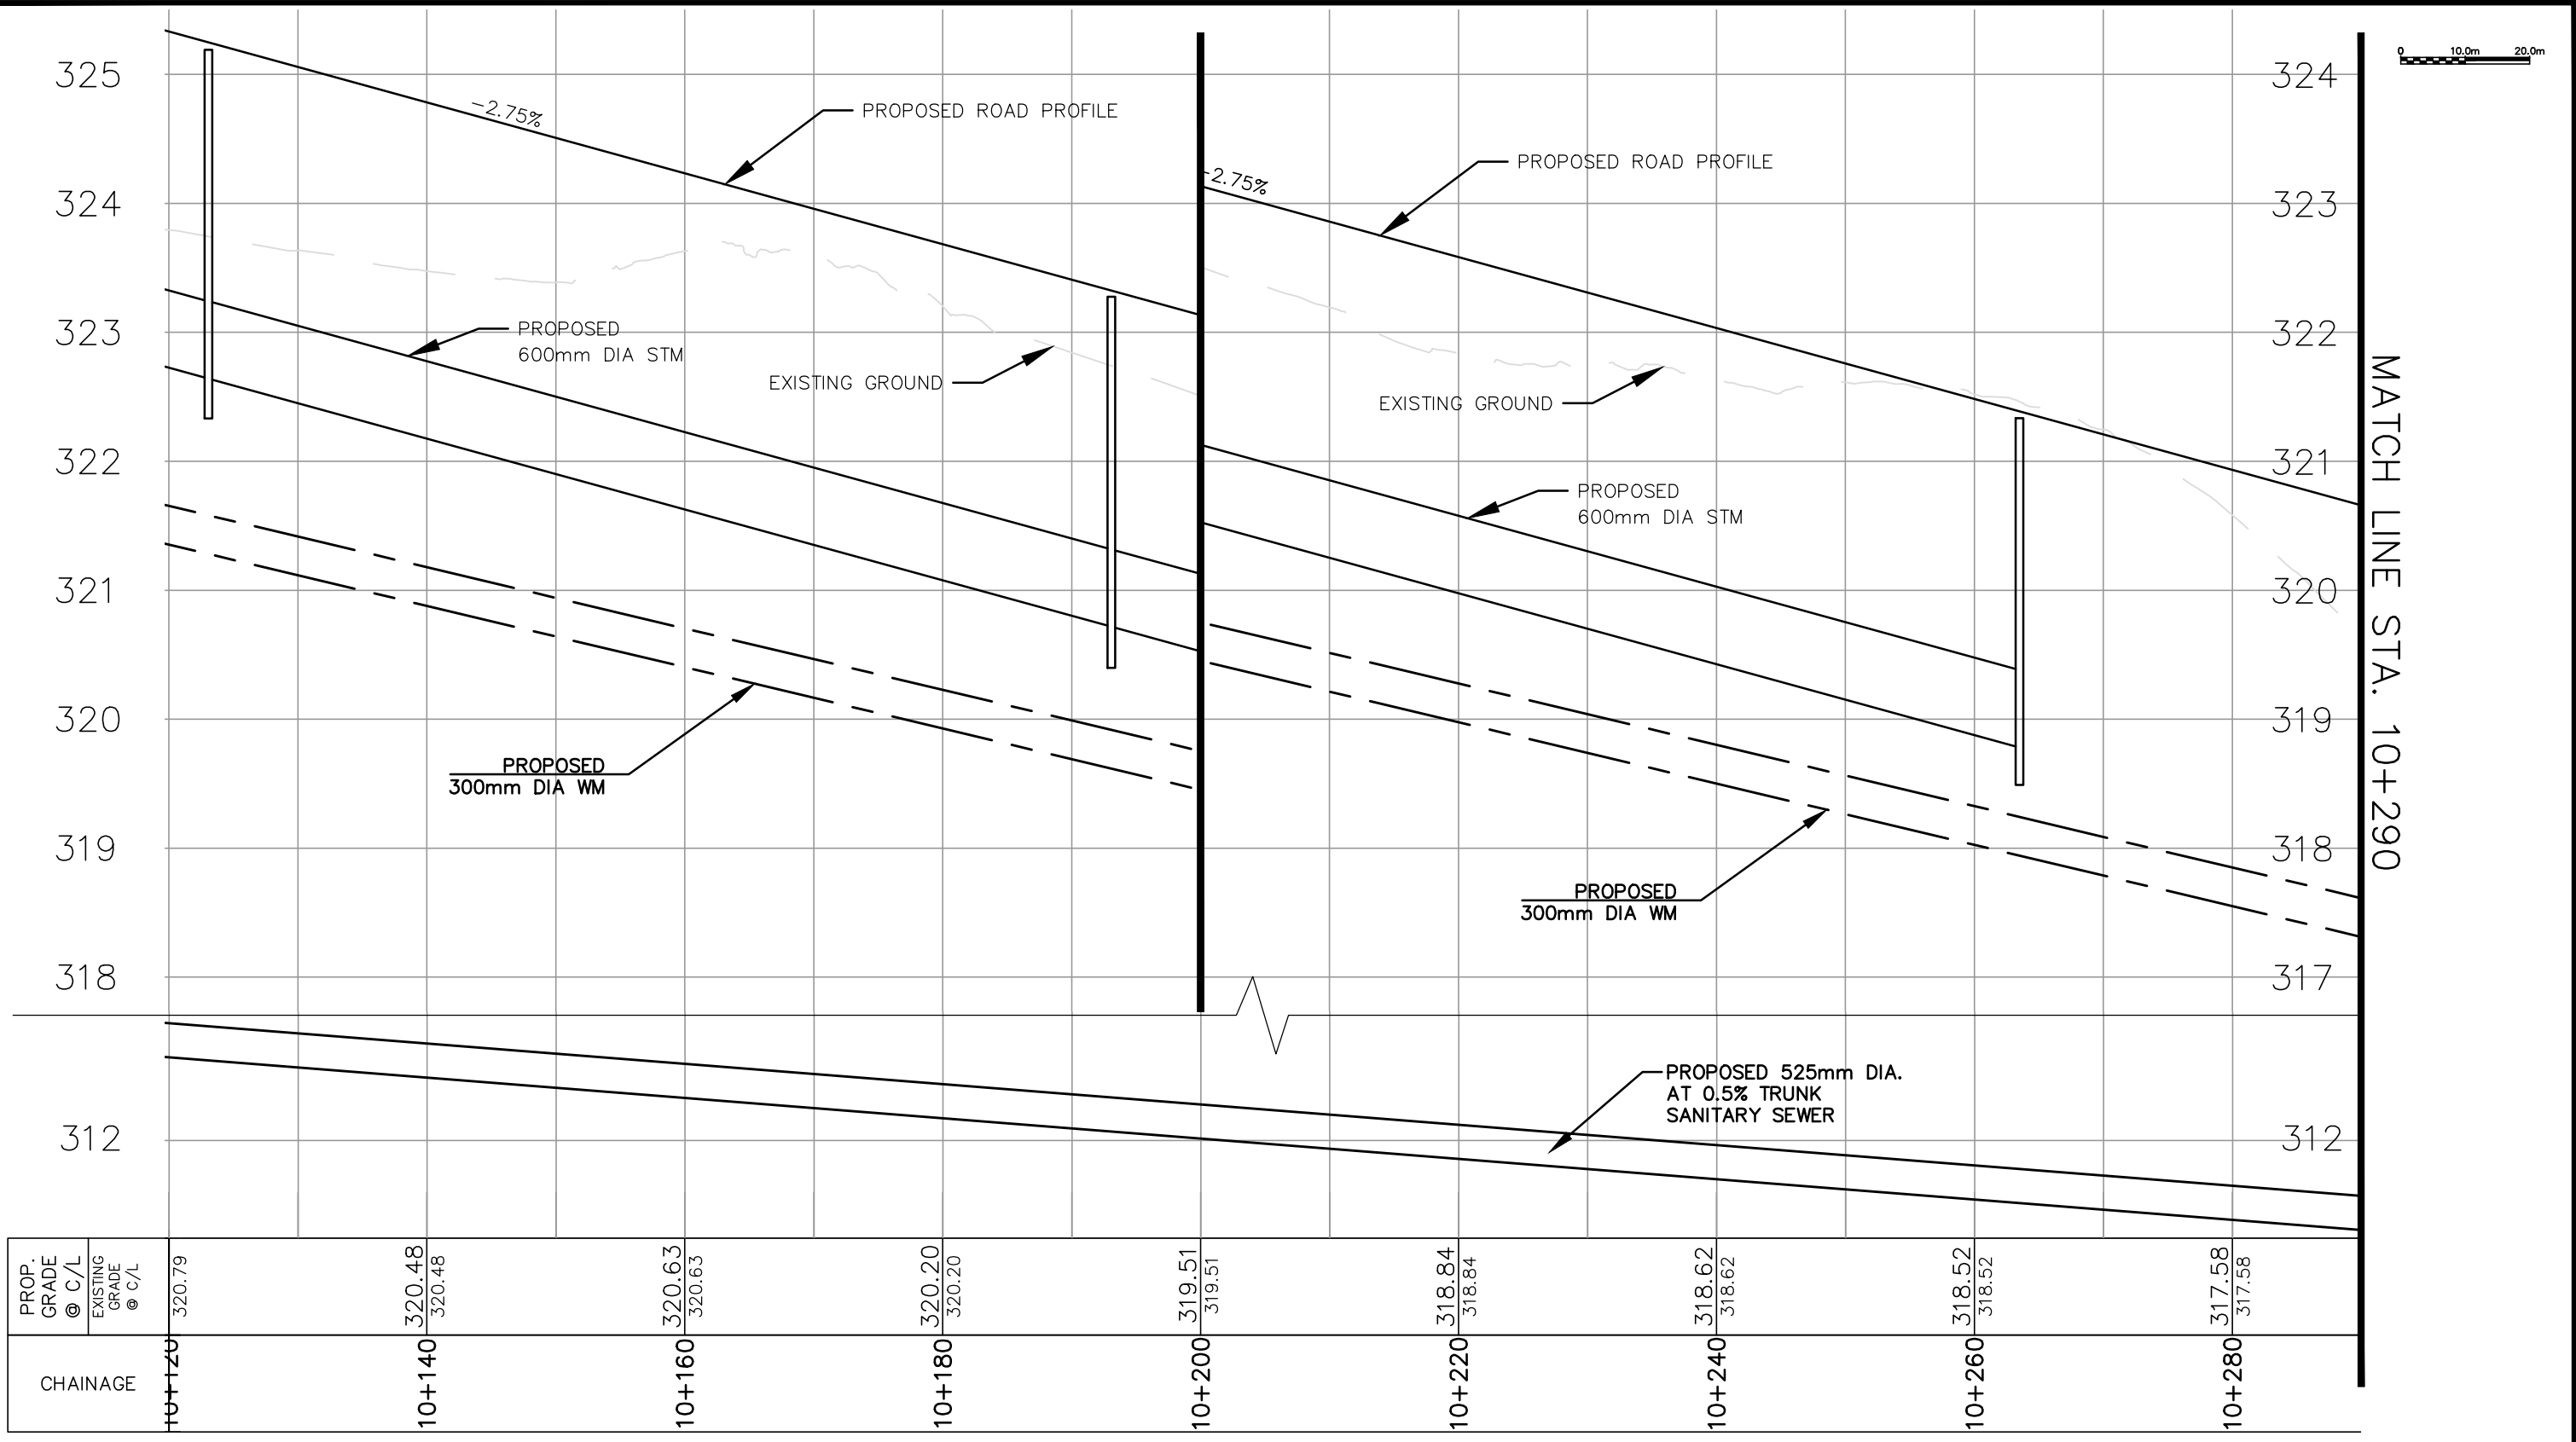 0 10.0m 20.0m
325
324
323
322
321
320
319
318
312
-2.75%
PROPOSED ROAD PROFILE
PROPOSED
600mm DIA STM
EXISTING GROUND
PROPOSED
300mm DIA WM
-2.75%
PROPOSED ROAD PROFILE
EXISTING GROUND
PROPOSED
600mm DIA STM
PROPOSED
300mm DIA WM
PROPOSED 525mm DIA.
AT 0.5% TRUNK
SANITARY SEWER
324
323
322
321
320
319
318
317
312
MATCH LINE STA. 10+290
PROP.
GRADE
@ C/L
EXISTING
GRADE
@ C/L
320.79
320.48
320.48
320.63
320.63
320.20
320.20
319.51
319.51
318.84
318.84
318.62
318.62
318.52
318.52
317.58
317.58
CHAINAGE
10+120
10+140
10+160
10+180
10+200
10+220
10+240
10+260
10+280